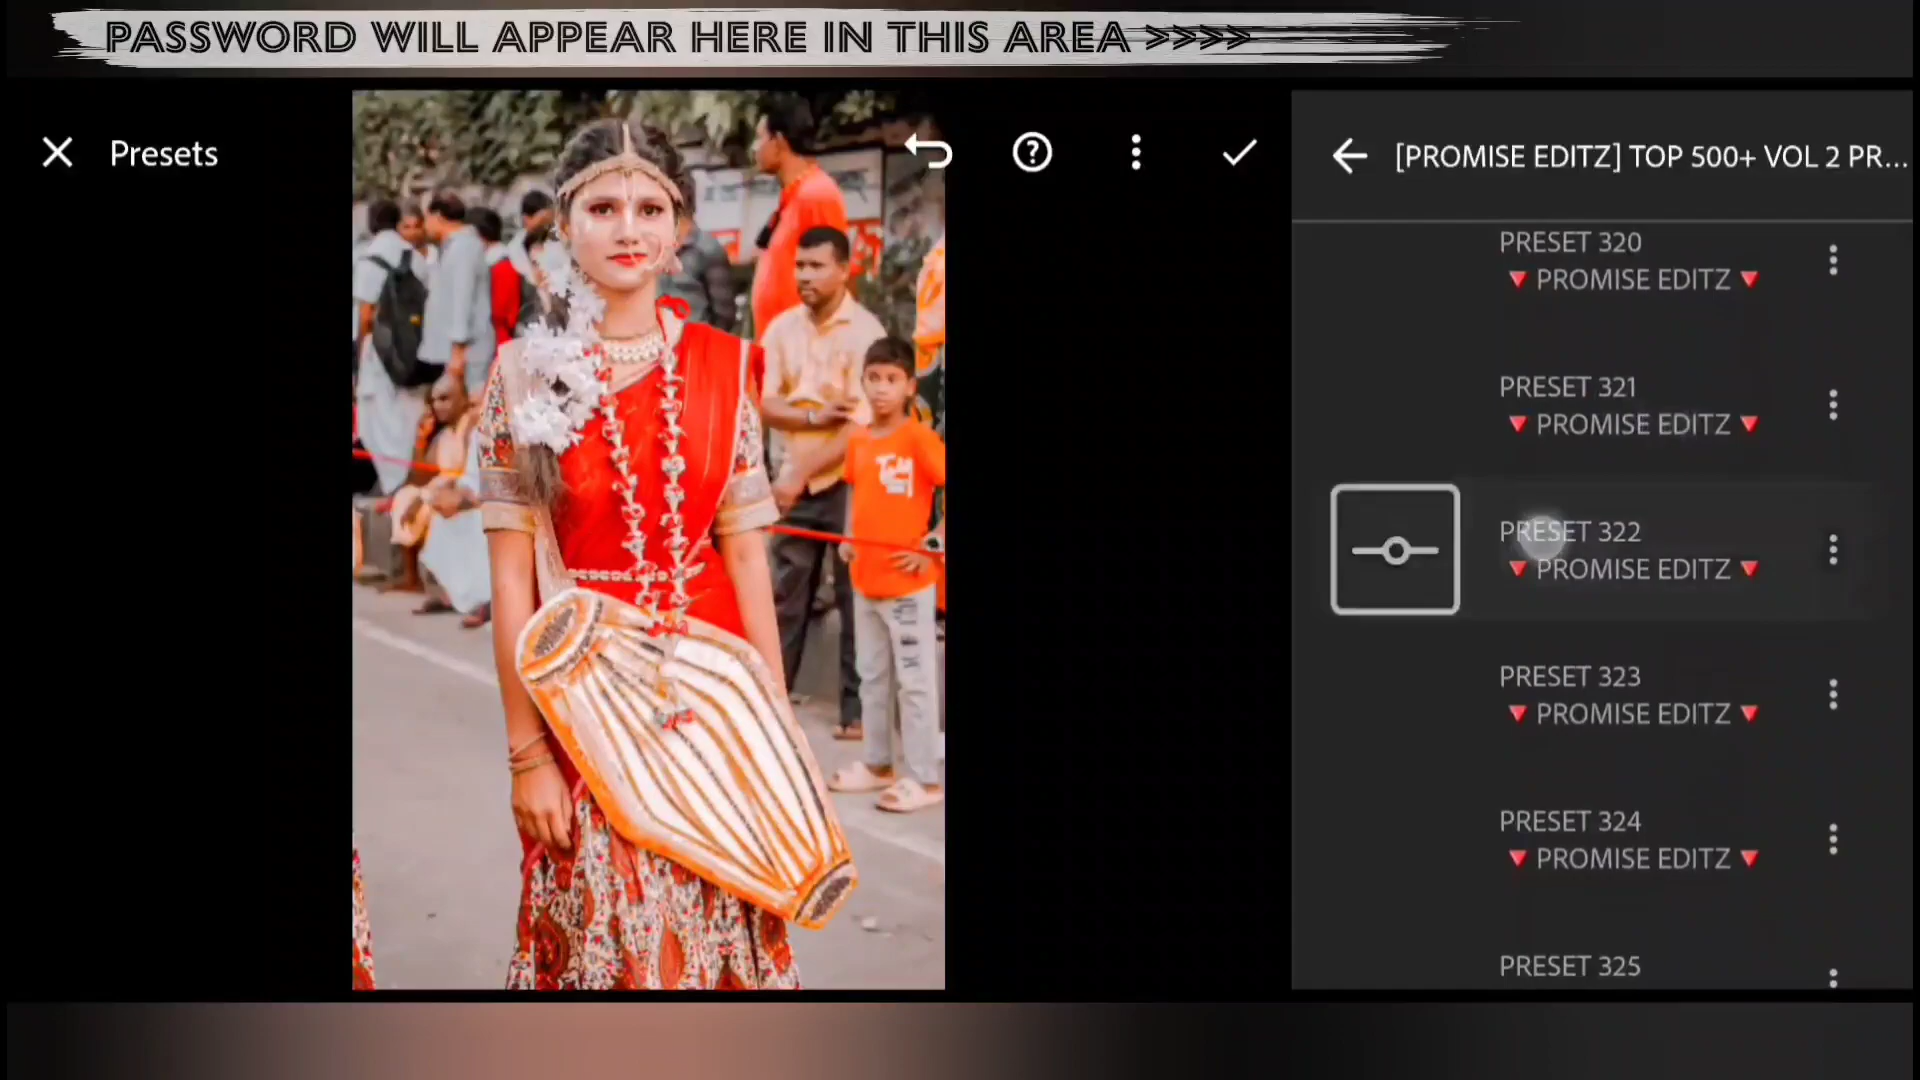 PASSWORD WILL APPEAR HERE IN THIS AREA >>>>
Presets
[PROMISE EDITZ] TOP 500+ VOL 2 PR...
PRESET 320
🔻 PROMISE EDITZ 🔻
PRESET 321
🔻 PROMISE EDITZ 🔻
PRESET 322
🔻 PROMISE EDITZ 🔻
PRESET 323
🔻 PROMISE EDITZ 🔻
PRESET 324
🔻 PROMISE EDITZ 🔻
PRESET 325